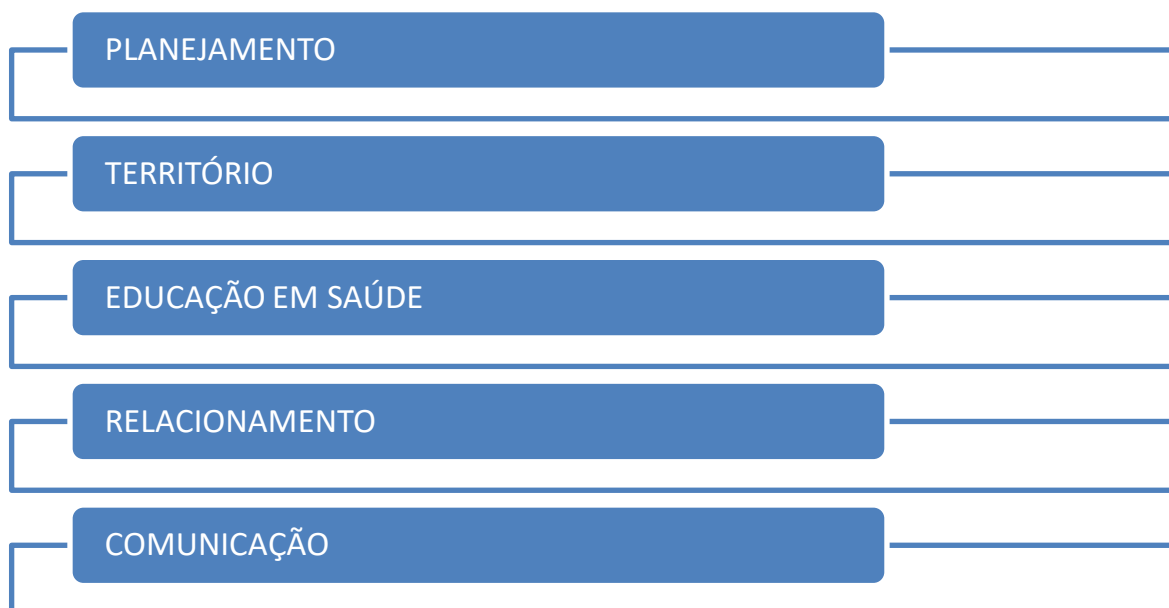 PLANEJAMENTO
TERRITÓRIO
EDUCAÇÃO EM SAÚDE
RELACIONAMENTO
COMUNICAÇÃO